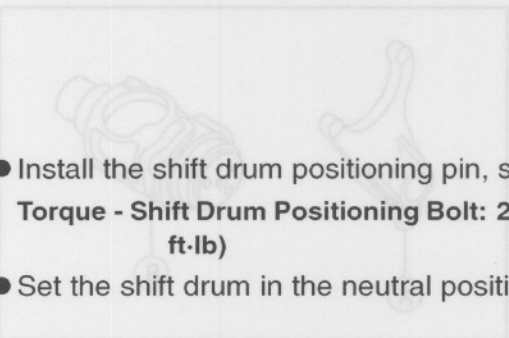 ● Install the shift drum positioning pin, s
Torque - Shift Drum Positioning Bolt: 2
ft·lb)
● Set the shift drum in the neutral positi